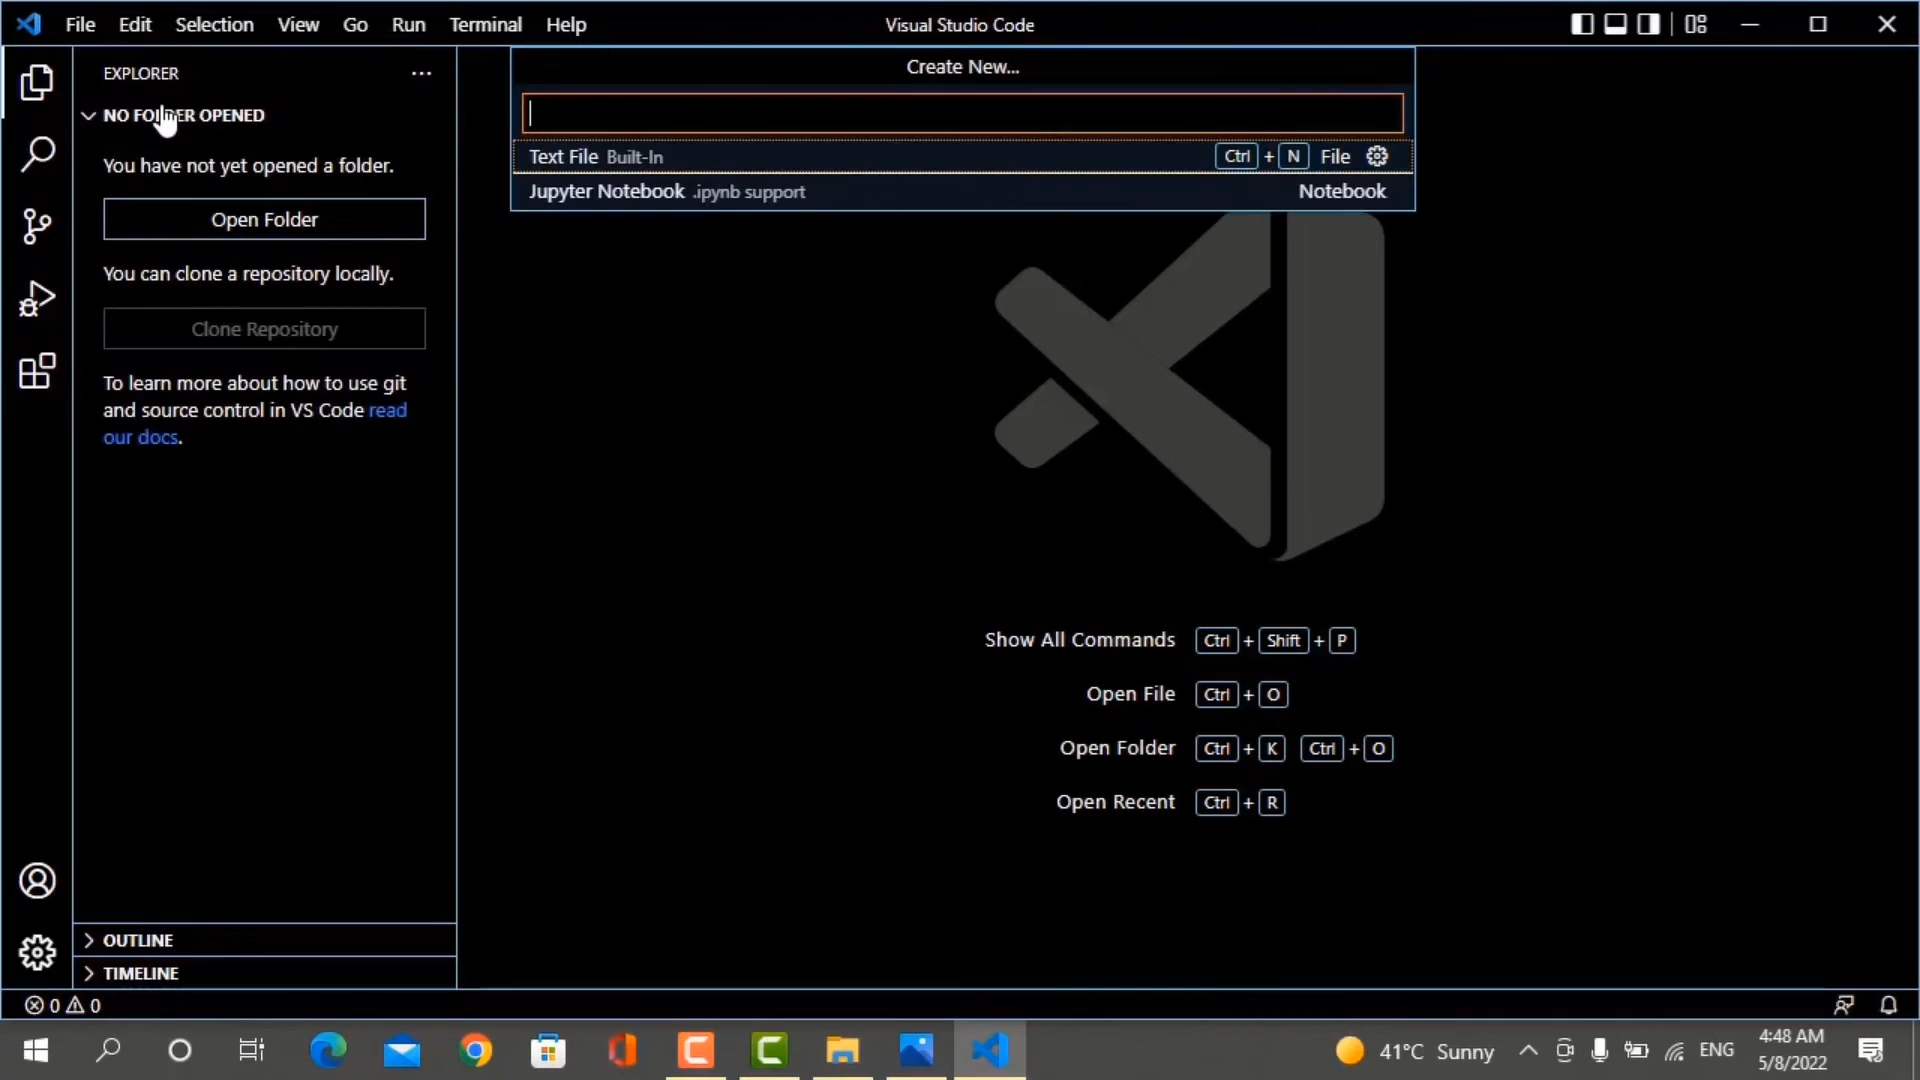 File Edit Selection View Go Run Terminal Help Visual Studio Code
EXPLORER
NO FOLDER OPENED
You have not yet opened a folder.
Open Folder
You can clone a repository locally.
Clone Repository
To learn more about how to use git
and source control in VS Code read
our docs.
OUTLINE
TIMELINE
Create New...
Text File Built-In Ctrl + N File
Jupyter Notebook .ipynb support Notebook
Show All Commands Ctrl + Shift + P
Open File Ctrl + O
Open Folder Ctrl + K Ctrl + O
Open Recent Ctrl + R
0 0
41°C Sunny ENG
4:48 AM
5/8/2022